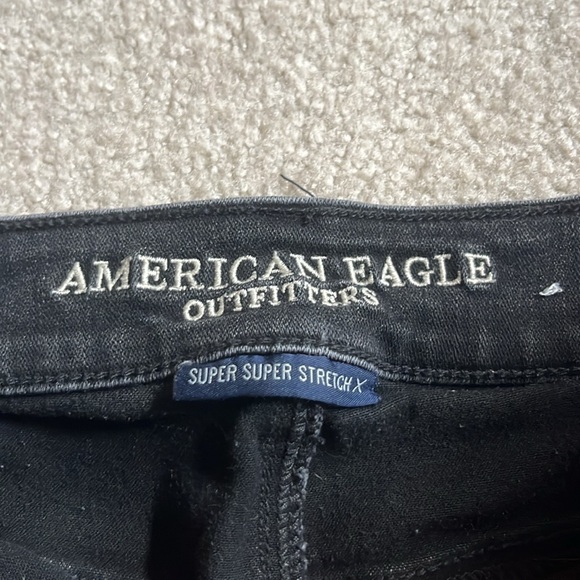 AMERICAN EAGLE
OUTFITTERS
SUPER SUPER STRETCH X